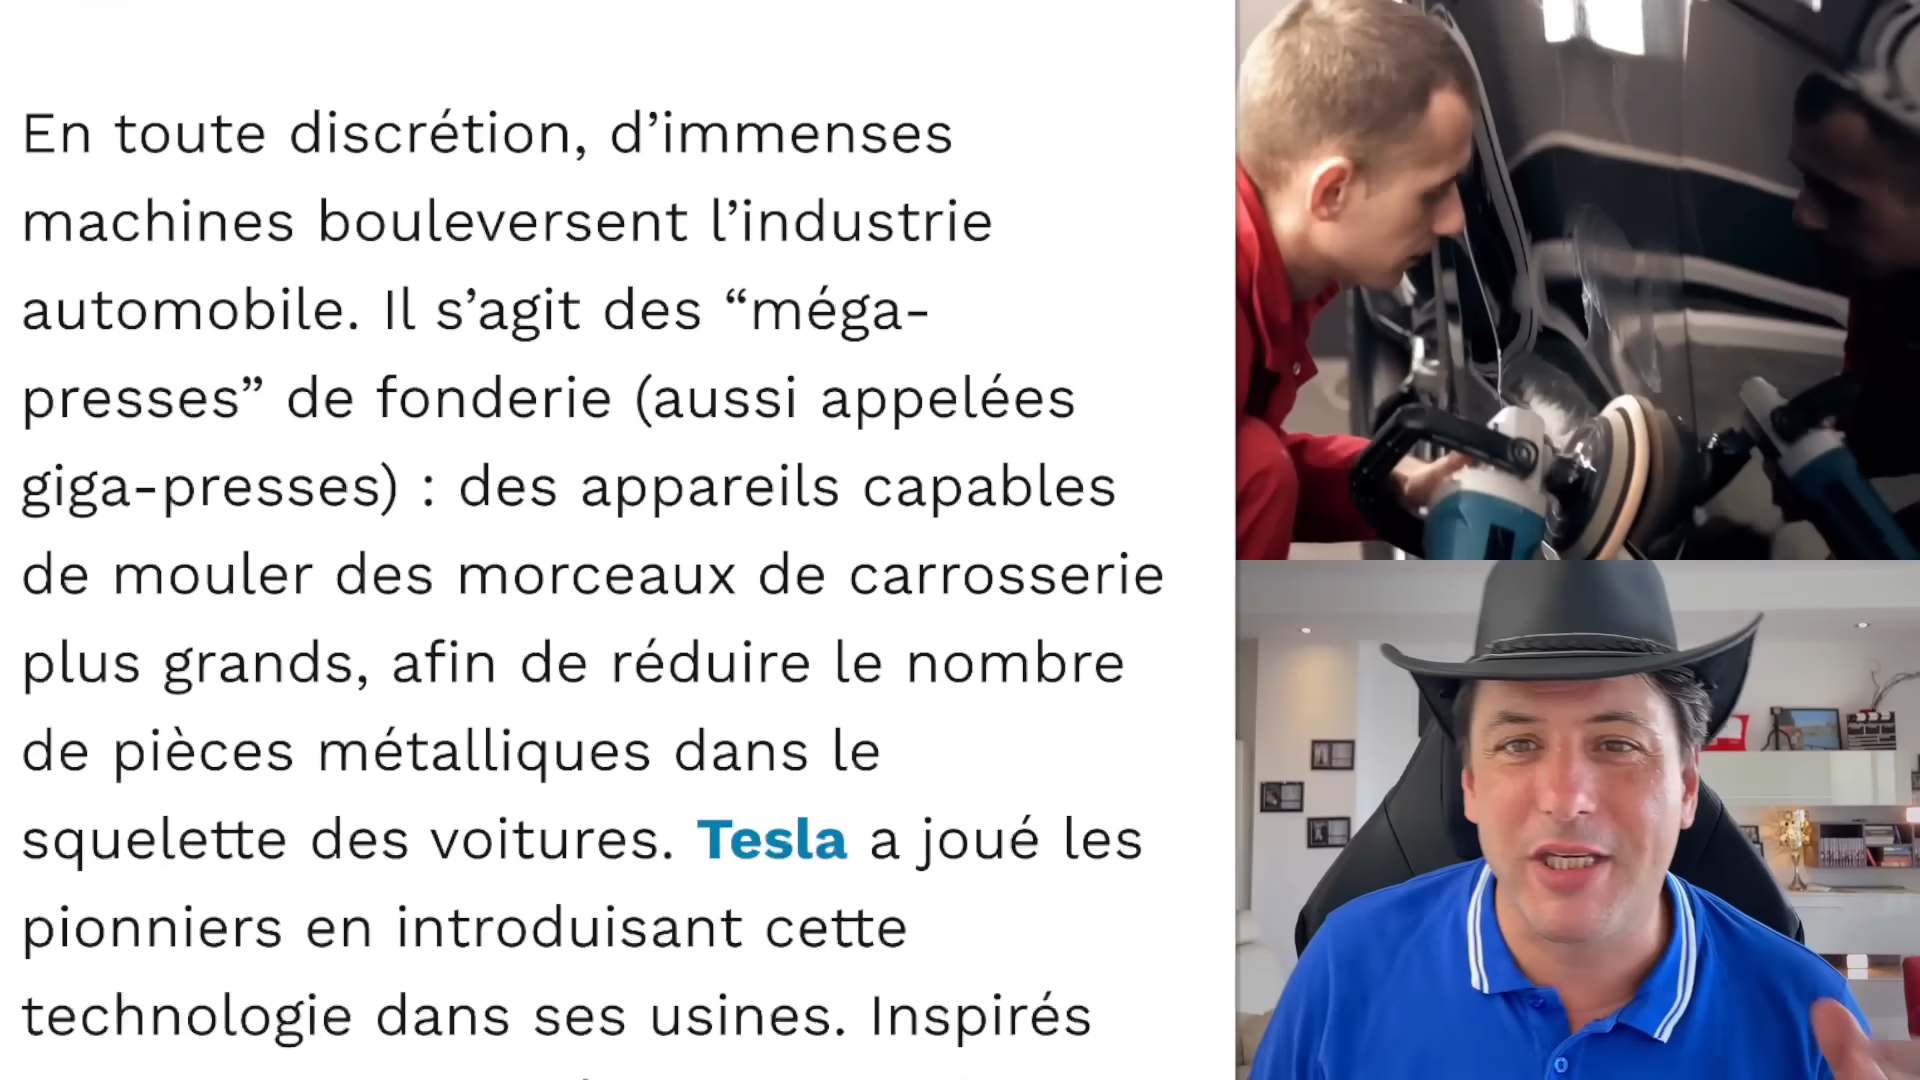 En toute discrétion, d’immenses
machines bouleversent l’industrie
automobile. Il s’agit des “méga-
presses” de fonderie (aussi appelées
giga-presses) : des appareils capables
de mouler des morceaux de carrosserie
plus grands, afin de réduire le nombre
de pièces métalliques dans le
squelette des voitures. Tesla a joué les
pionniers en introduisant cette
technologie dans ses usines. Inspirés